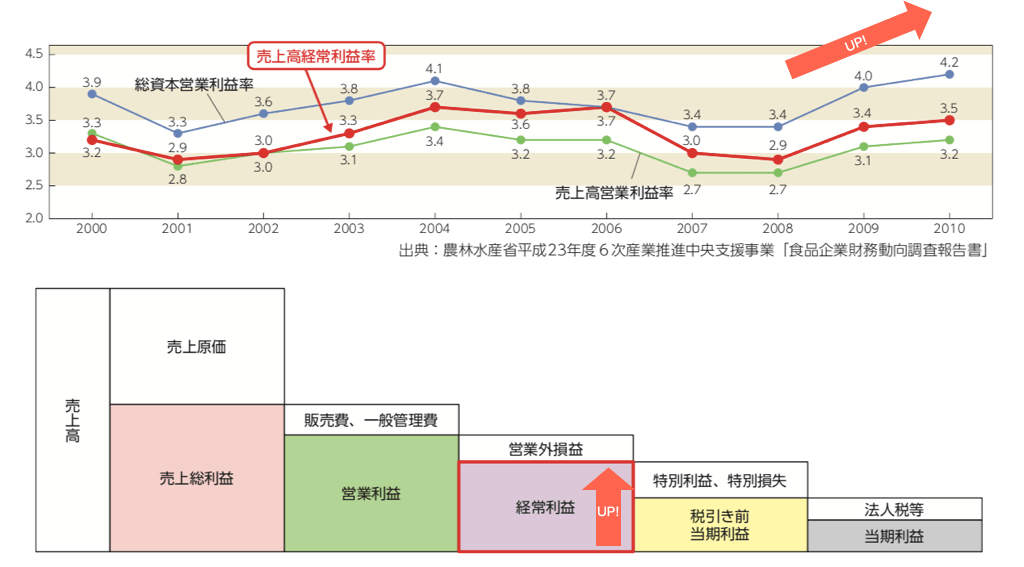 UP!
4.5
4.0
3.5
3.0
2.5
2.0
売上高経常利益率
総資本営業利益率
売上高営業利益率
3.9
3.3
3.6
3.8
4.1
3.8
3.7
3.4
3.4
4.0
4.2
3.2
2.9
3.0
3.3
3.7
3.6
3.7
3.0
2.9
3.4
3.5
3.3
2.8
3.0
3.1
3.4
3.2
3.2
2.7
2.7
3.1
3.2
2000 2001 2002 2003 2004 2005 2006 2007 2008 2009 2010
出典：農林水産省平成23年度６次産業推進中央支援事業「食品企業財務動向調査報告書」
売上高
売上原価
売上総利益
販売費、一般管理費
営業利益
営業外損益
経常利益
UP!
特別利益、特別損失
税引き前
当期利益
法人税等
当期利益